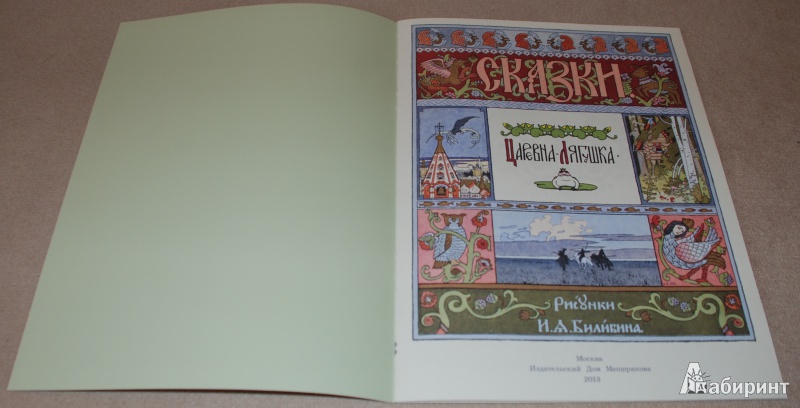 СКАЗКИ.
ЦАРЕВНА·ЛЯГУШКА·
РИСУНКИ
И.Я.БИЛИБИНА.
Москва
Издательский Дом Мещерякова
2013
Лабиринт